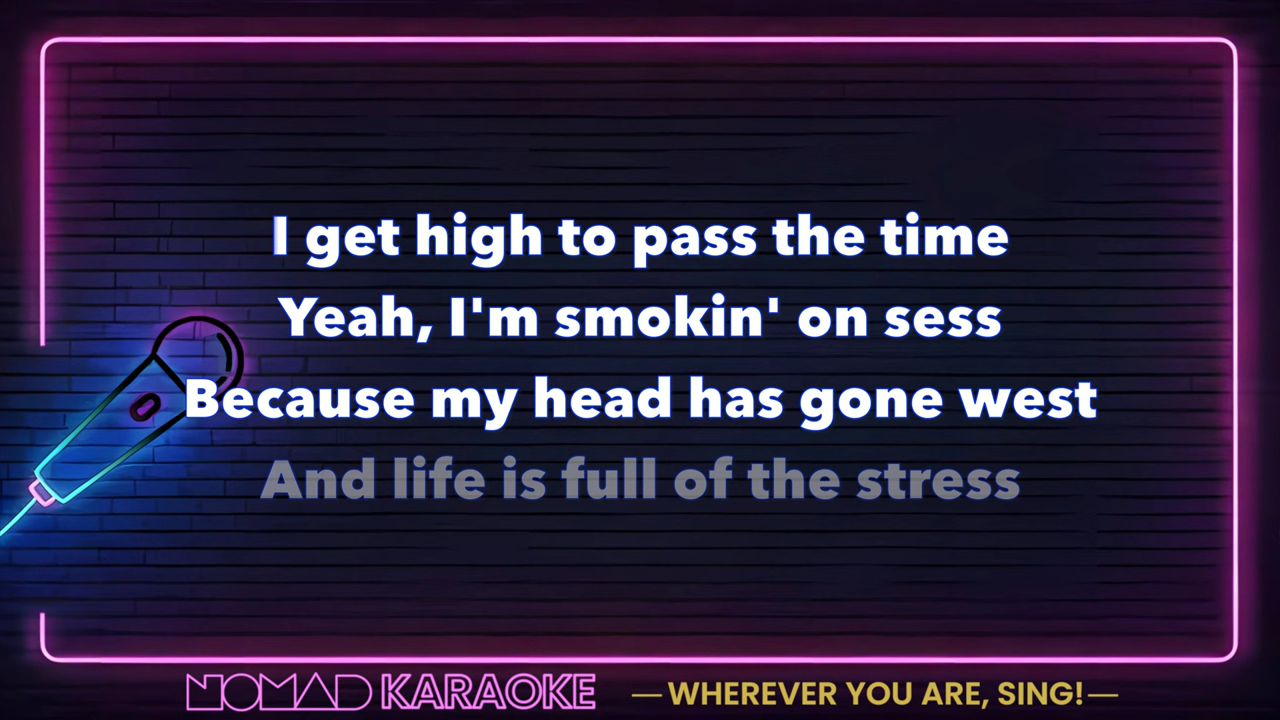 I get high to pass the time
Yeah, I'm smokin' on sess
Because my head has gone west
And life is full of the stress
NOMAD KARAOKE — WHEREVER YOU ARE, SING! —